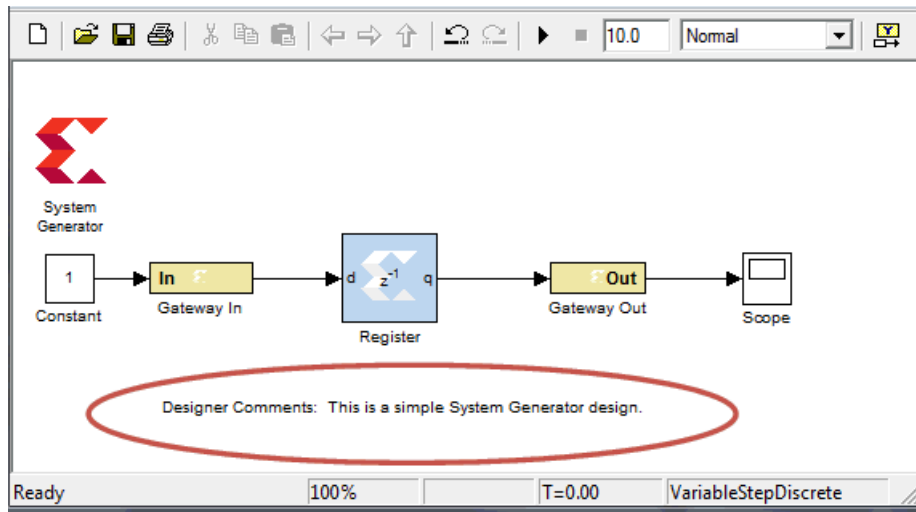 10.0
Normal
System
Generator
1
Constant
In
Gateway In
d
z-1
q
Register
Out
Gateway Out
Scope
Designer Comments: This is a simple System Generator design.
Ready
100%
T=0.00
VariableStepDiscrete